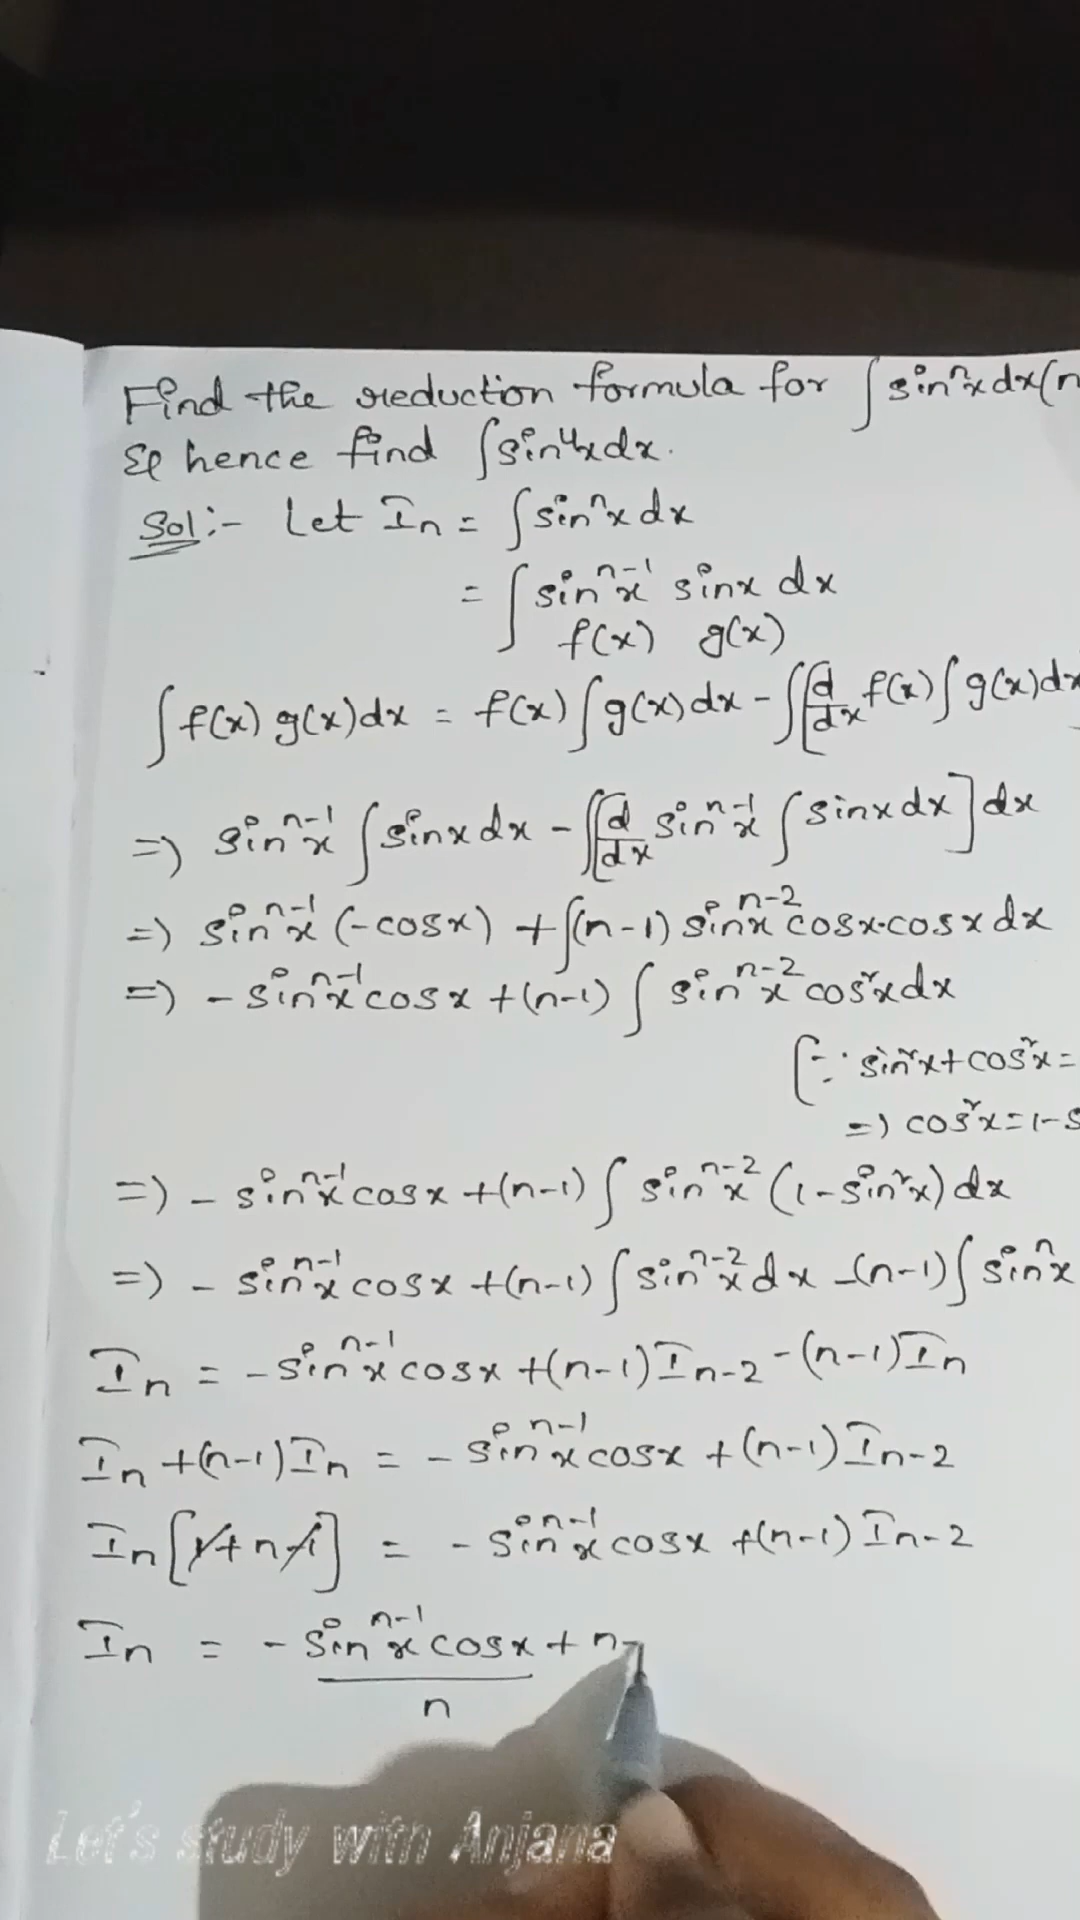 Find the reduction formula for ∫sinⁿx dx(n
& hence find ∫sin⁴x dx.
Sol:- Let Iₙ = ∫sinⁿx dx
= ∫sinⁿ⁻¹x sinx dx
f(x) g(x)
∫f(x) g(x)dx = f(x)∫g(x)dx - ∫[d/dx f(x)∫g(x)dx
=> sinⁿ⁻¹x ∫sinx dx - ∫[d/dx sinⁿ⁻¹x ∫sinx dx]dx
=> sinⁿ⁻¹x (-cosx) + ∫(n-1) sinⁿ⁻²x cosx·cosx dx
=> - sinⁿ⁻¹x cosx +(n-1) ∫ sinⁿ⁻²x cos²x dx
[∵ sin²x + cos²x =
=> cos²x = 1-s
=> - sinⁿ⁻¹x cosx +(n-1) ∫ sinⁿ⁻²x (1-sin²x) dx
=> - sinⁿ⁻¹x cosx +(n-1) ∫ sinⁿ⁻²x dx -(n-1) ∫ sinⁿx
Iₙ = - sinⁿ⁻¹x cosx +(n-1)Iₙ₋₂ - (n-1)Iₙ
Iₙ +(n-1)Iₙ = - sinⁿ⁻¹x cosx +(n-1)Iₙ₋₂
Iₙ[1+n-1] = - sinⁿ⁻¹x cosx +(n-1) Iₙ₋₂
Iₙ = - sinⁿ⁻¹x cosx + n-
n
Let's study with Anjana